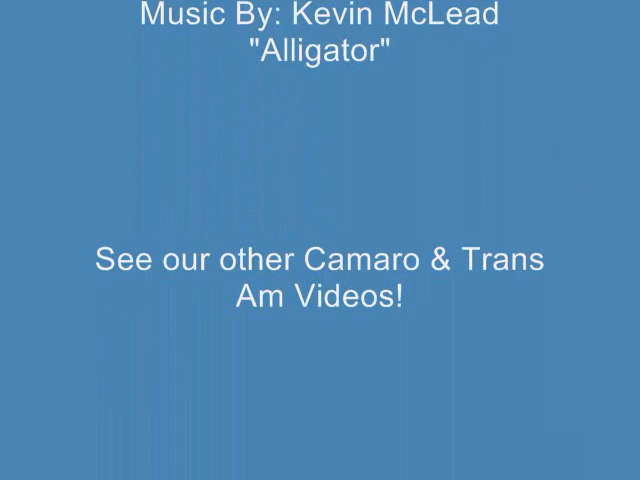 Music By: Kevin McLead
"Alligator"
See our other Camaro & Trans
Am Videos!